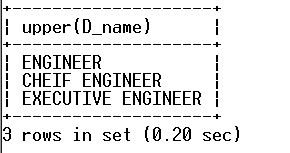 +----------------------+
| upper(D_name)        |
+----------------------+
| ENGINEER             |
| CHEIF ENGINEER       |
| EXECUTIVE ENGINEER   |
+----------------------+
3 rows in set (0.20 sec)